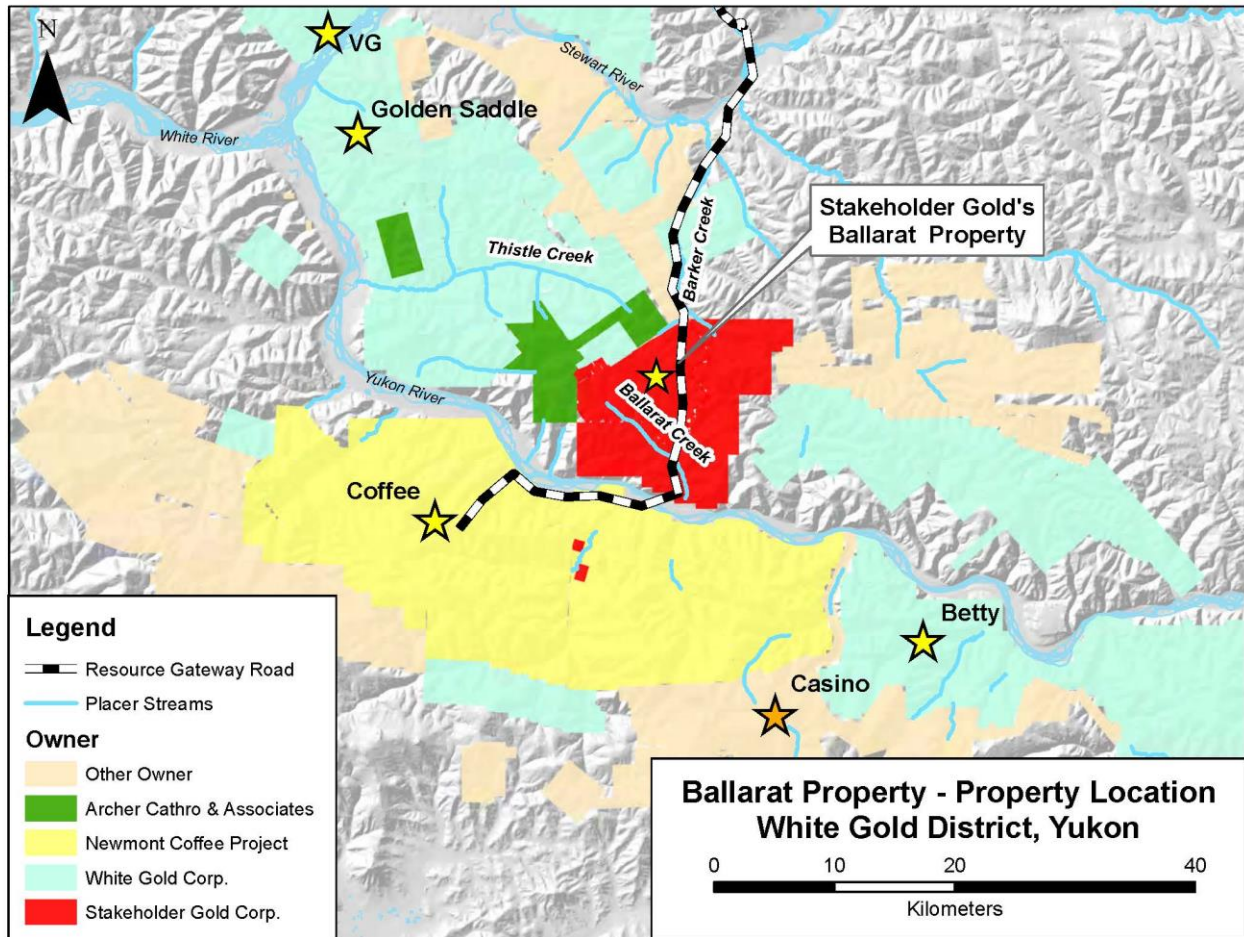 N
VG
Golden Saddle
White River
Stewart River
Stakeholder Gold's
Ballarat Property
Thistle Creek
Barker Creek
Yukon River
Ballarat Creek
Coffee
Betty
Casino
Legend
Resource Gateway Road
Placer Streams
Owner
Other Owner
Archer Cathro & Associates
Newmont Coffee Project
White Gold Corp.
Stakeholder Gold Corp.
Ballarat Property - Property Location
White Gold District, Yukon
0 10 20 40
Kilometers